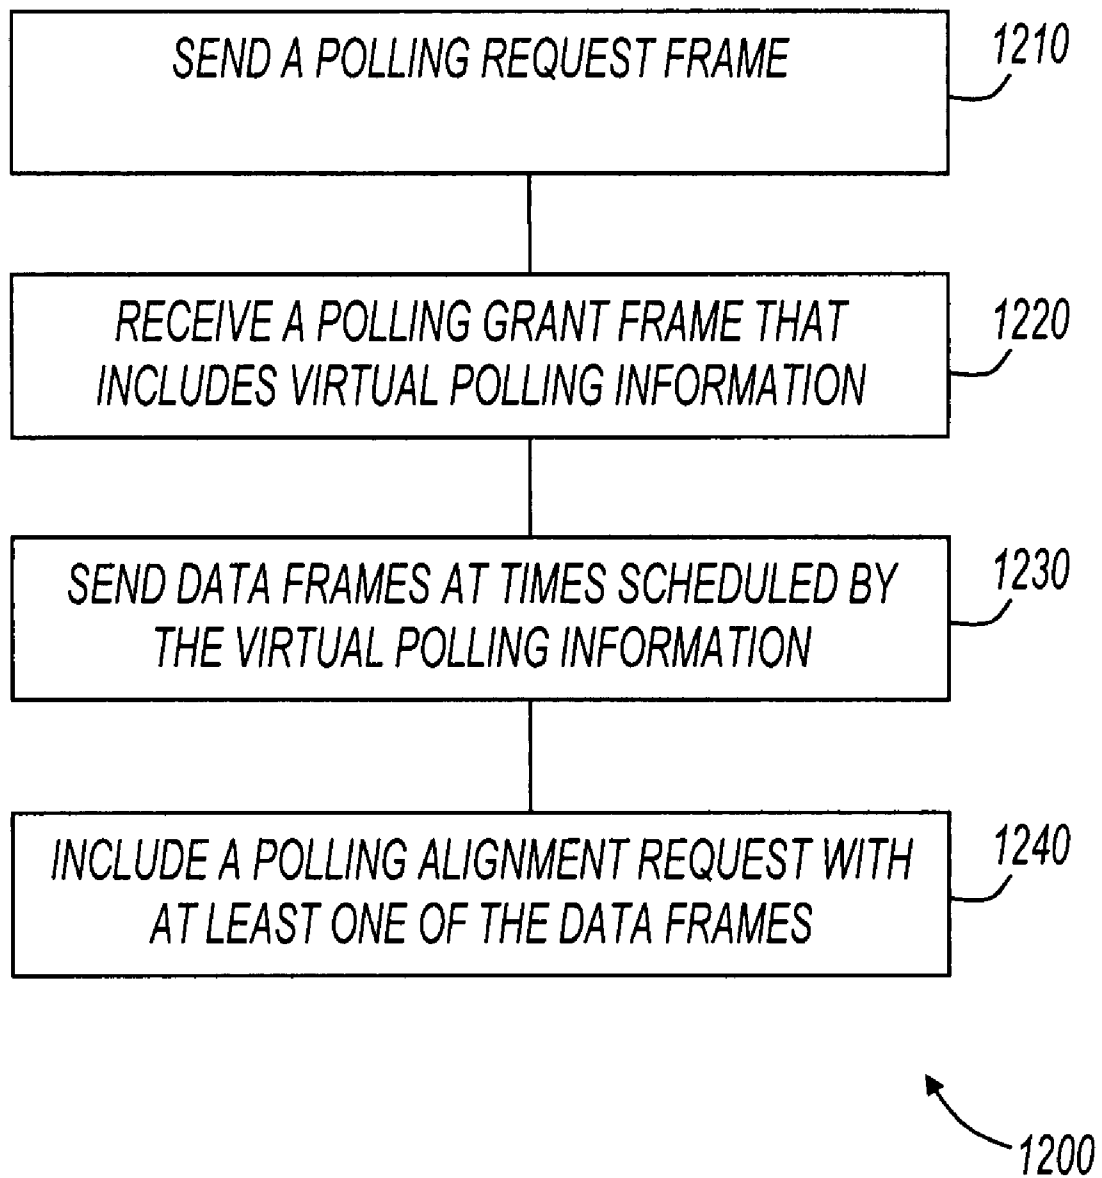 SEND A POLLING REQUEST FRAME
1210
RECEIVE A POLLING GRANT FRAME THAT
INCLUDES VIRTUAL POLLING INFORMATION
1220
SEND DATA FRAMES AT TIMES SCHEDULED BY
THE VIRTUAL POLLING INFORMATION
1230
INCLUDE A POLLING ALIGNMENT REQUEST WITH
AT LEAST ONE OF THE DATA FRAMES
1240
1200